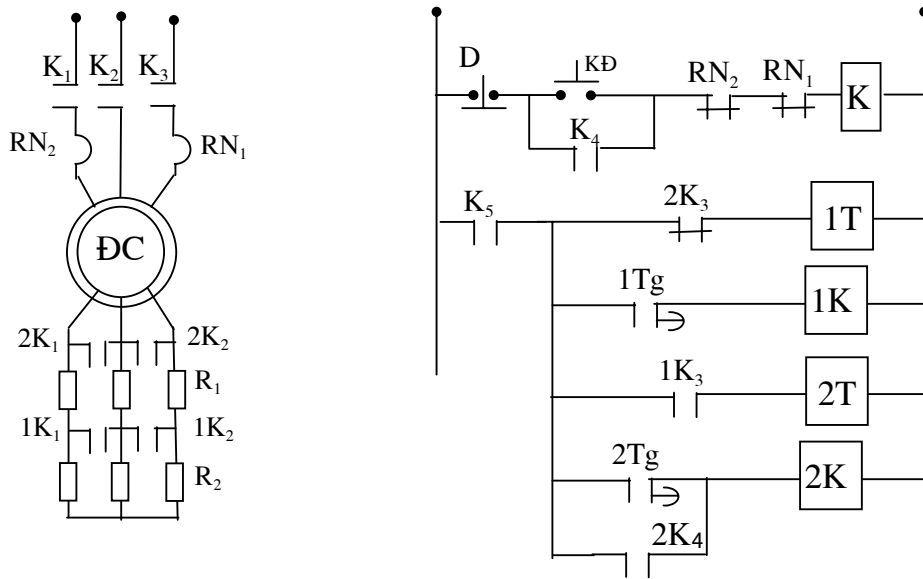 K₁ K₂ K₃
RN₂ RN₁
ĐC
2K₁ 2K₂
R₁
1K₁ 1K₂
R₂
D KĐ RN₂ RN₁ K
K₄
K₅ 2K₃ 1T
1Tg 1K
1K₃ 2T
2Tg 2K
2K₄